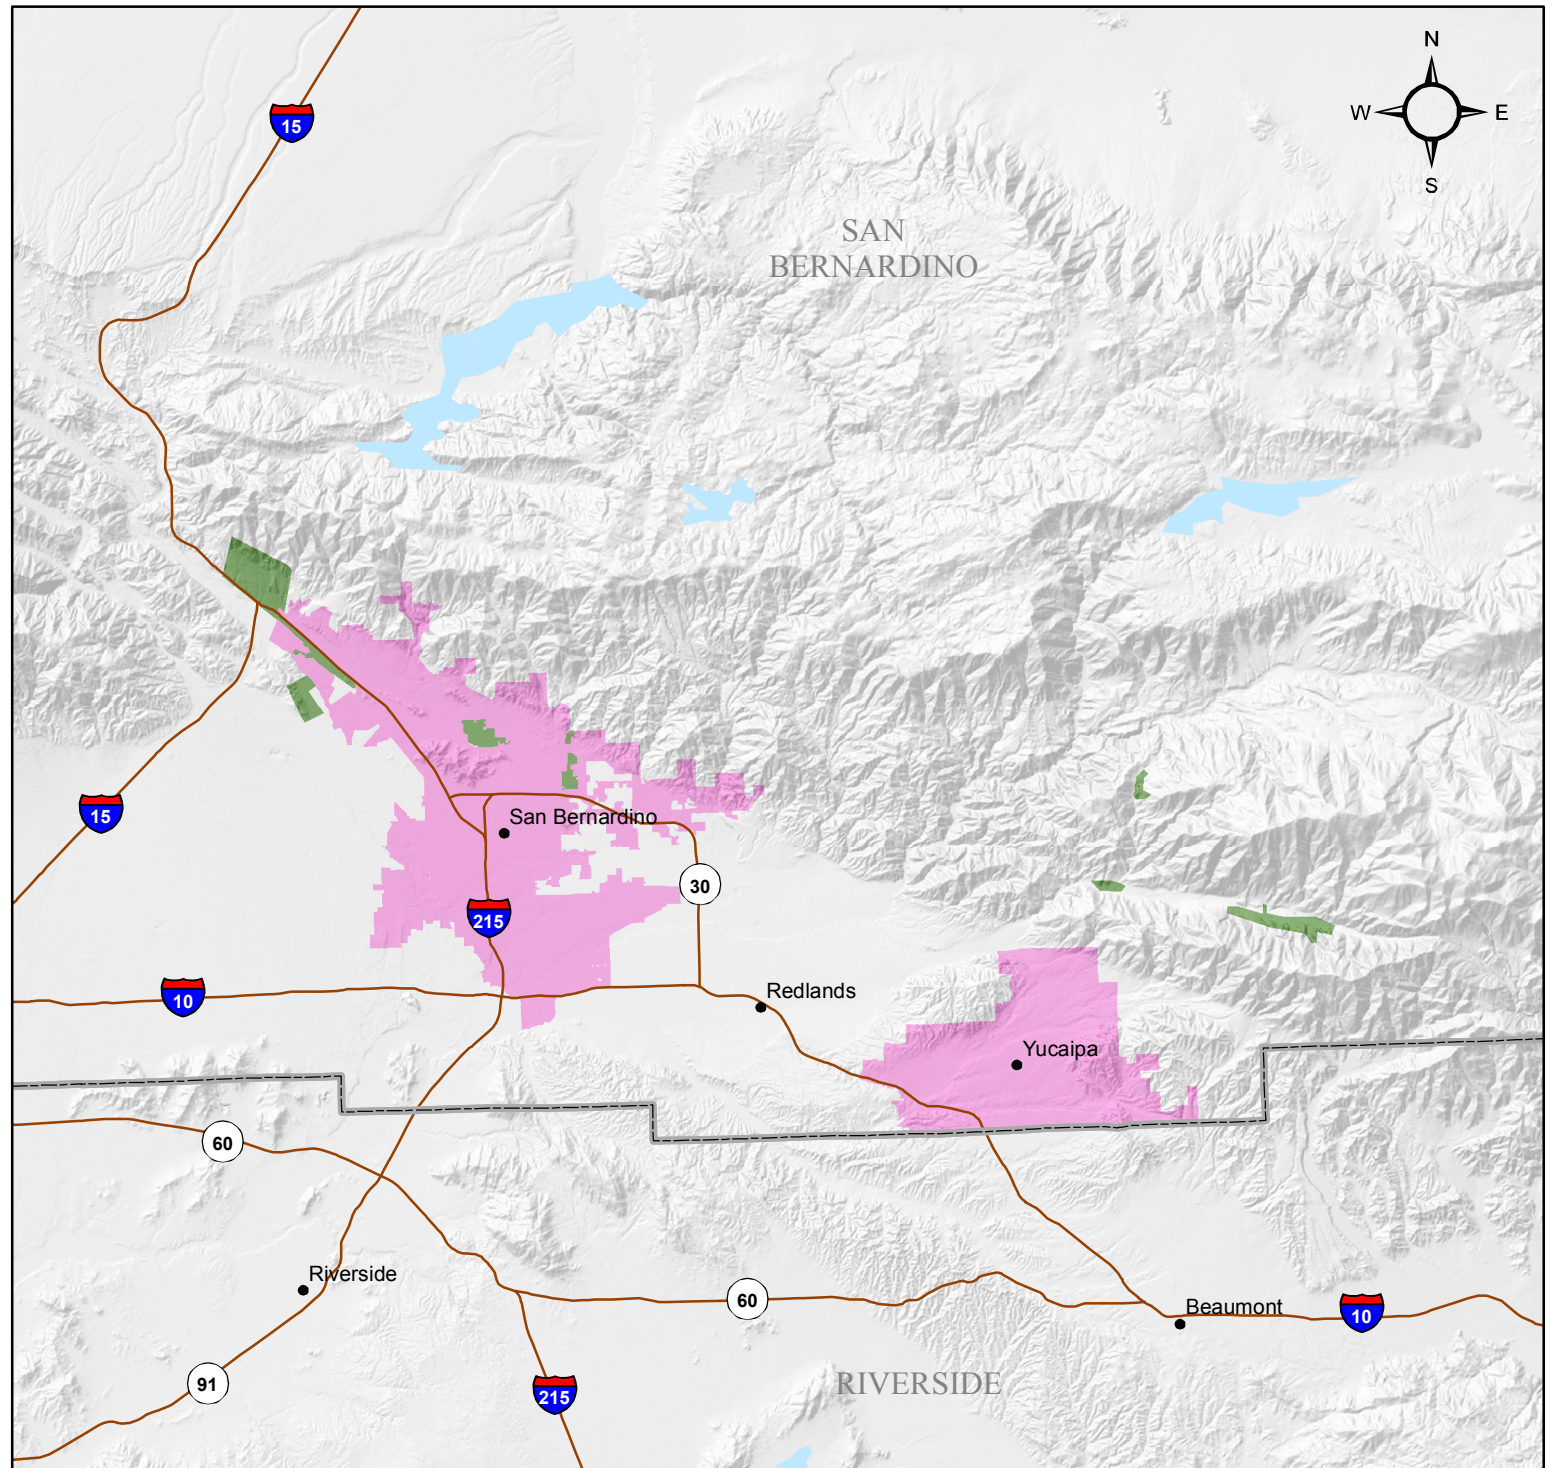 N
15
W E
S
SAN
BERNARDINO
15
San Bernardino
30
215
10
Redlands
Yucaipa
60
Riverside
60
Beaumont
10
91
215
RIVERSIDE